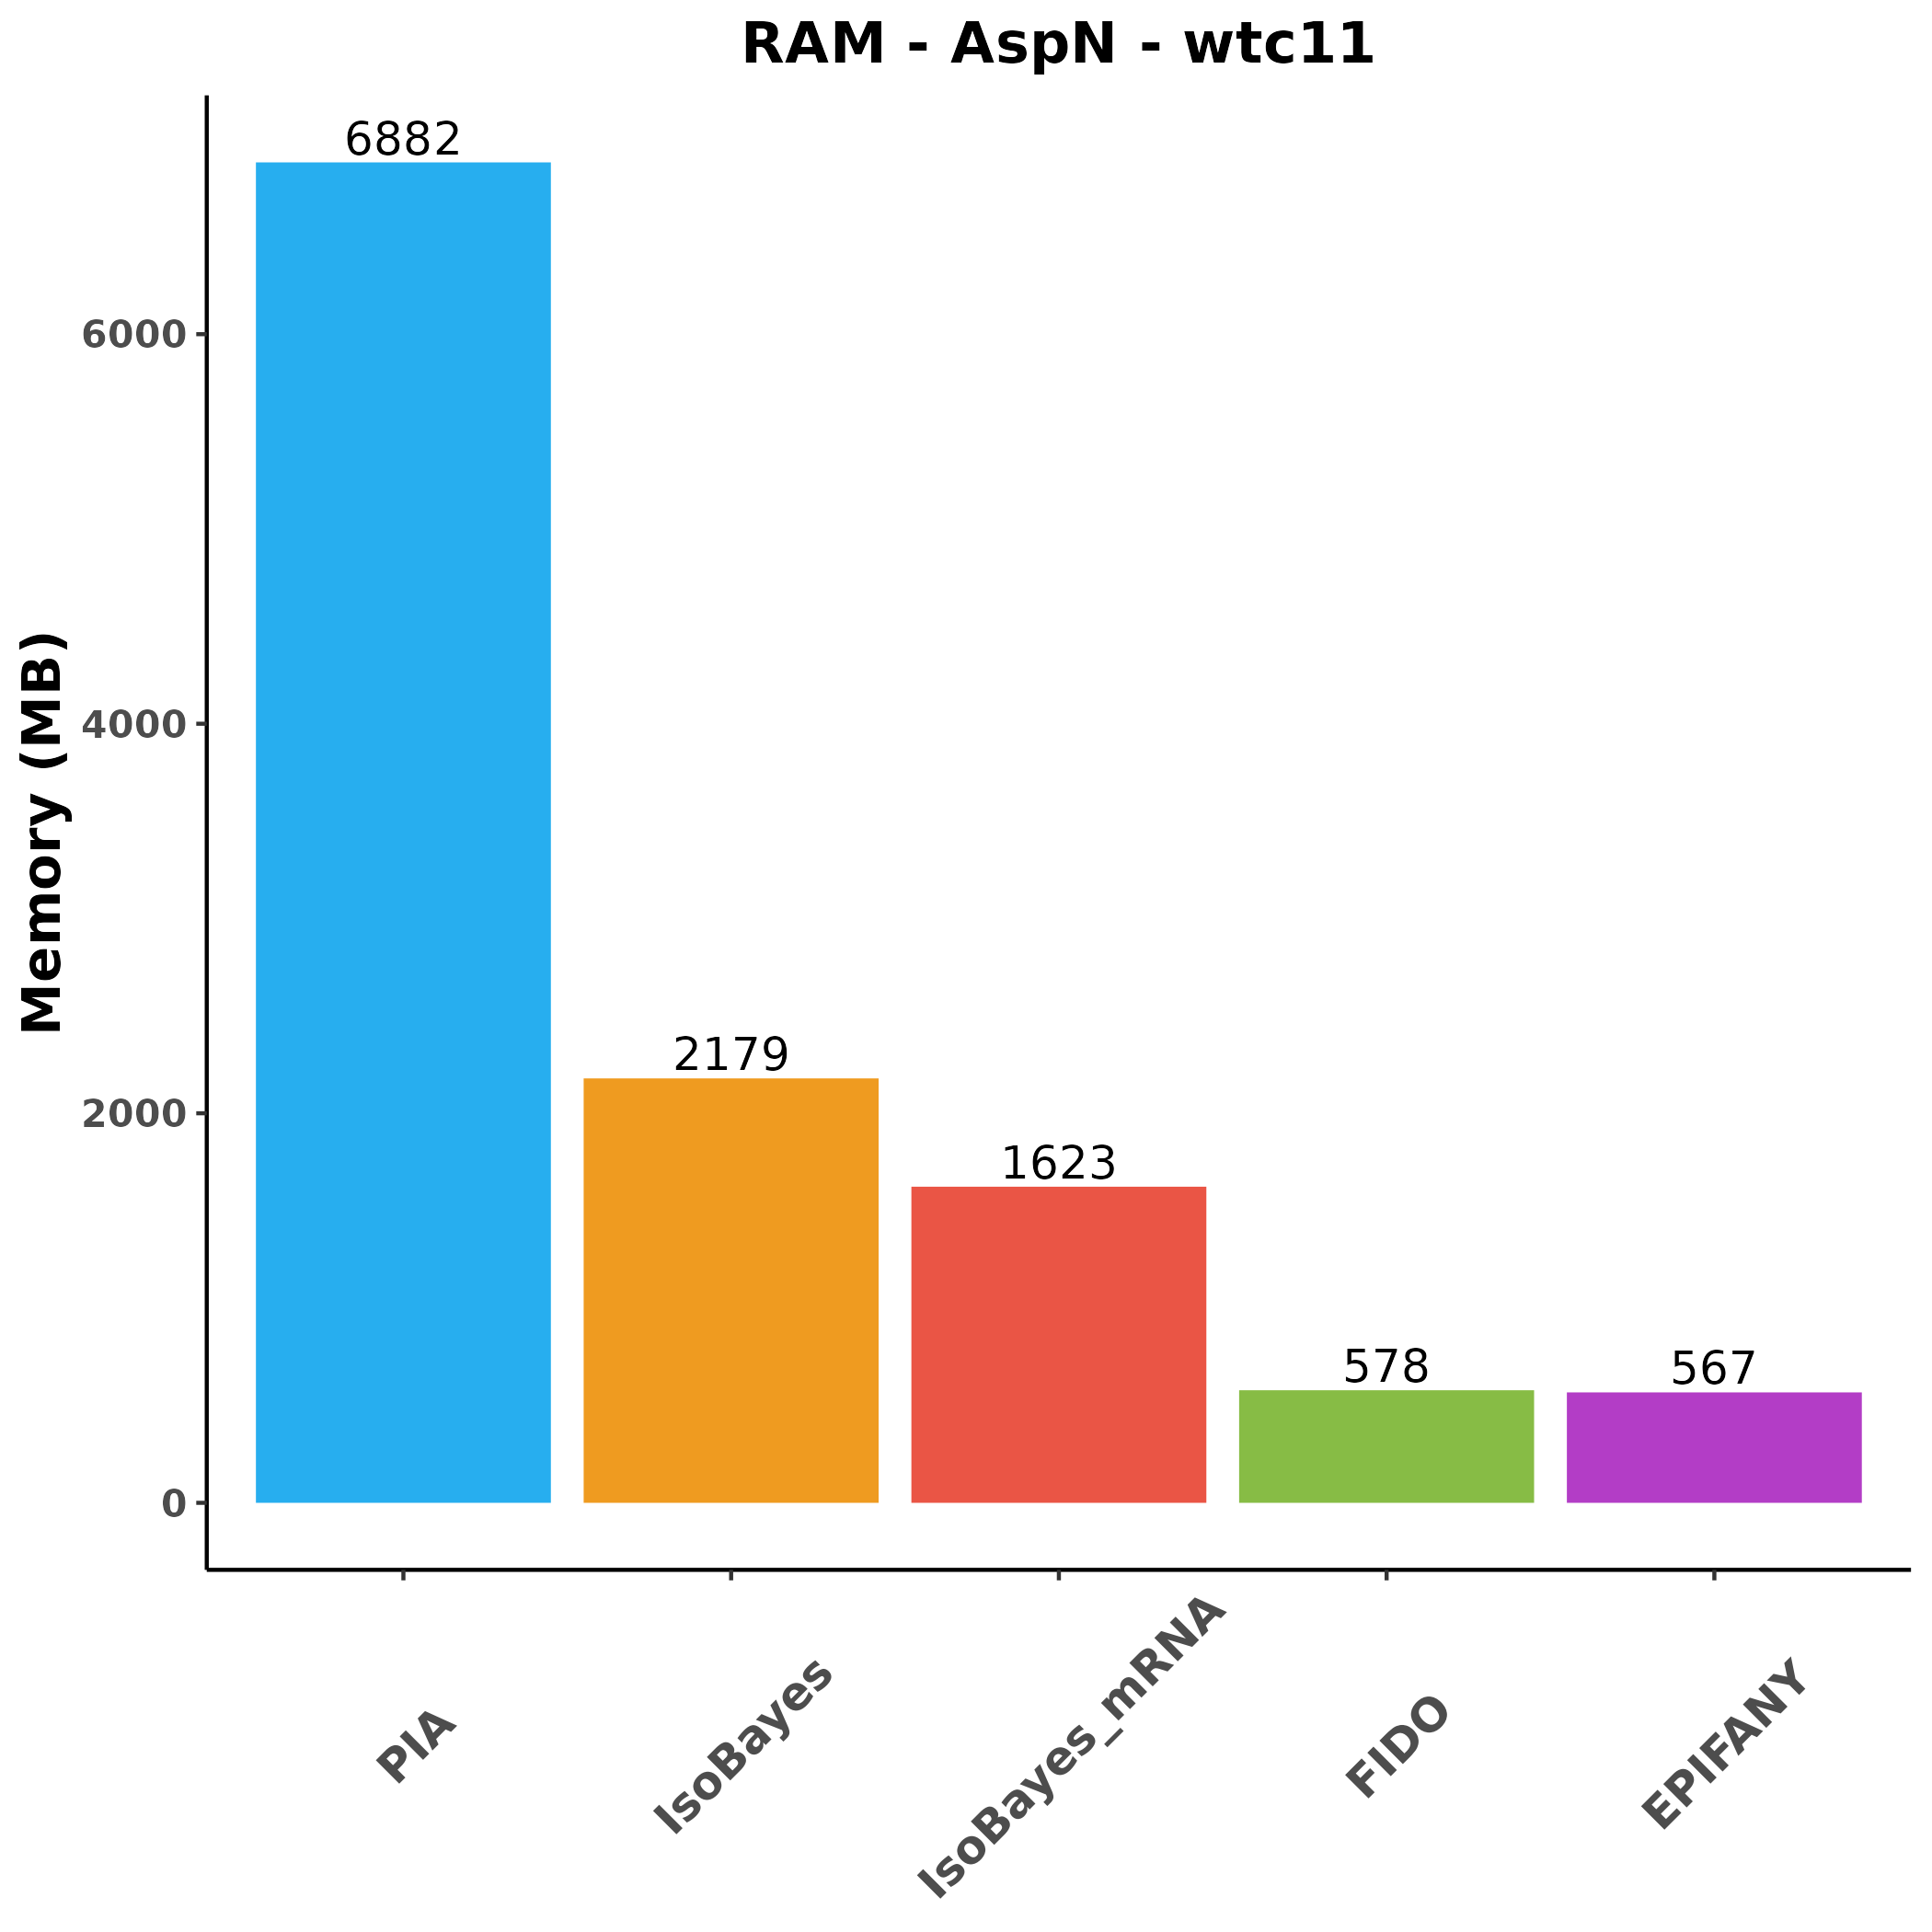 RAM - AspN - wtc11
Memory (MB)
6000
4000
2000
0
6882
2179
1623
578
567
PIA
IsoBayes
IsoBayes_mRNA
FIDO
EPIFANY